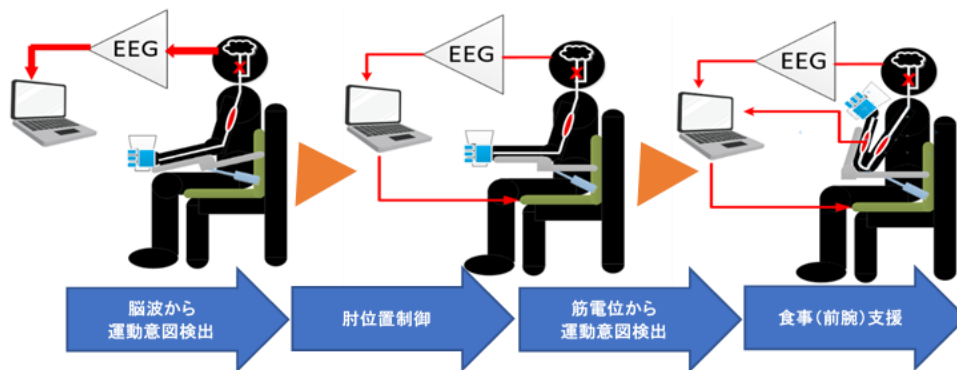 EEG
EEG
EEG
脳波から
運動意図検出
肘位置制御
筋電位から
運動意図検出
食事(前腕)支援